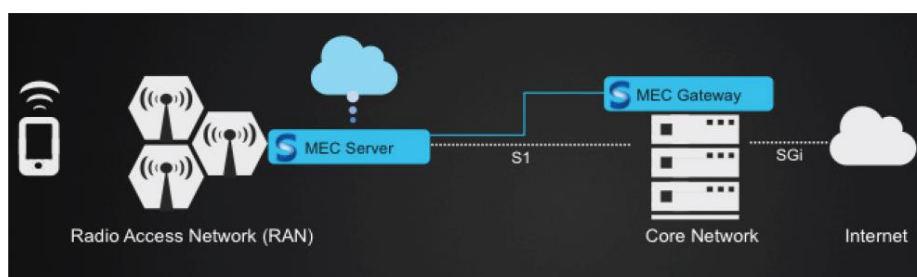 MEC Gateway
MEC Server
S1
SGi
Radio Access Network (RAN)
Core Network
Internet